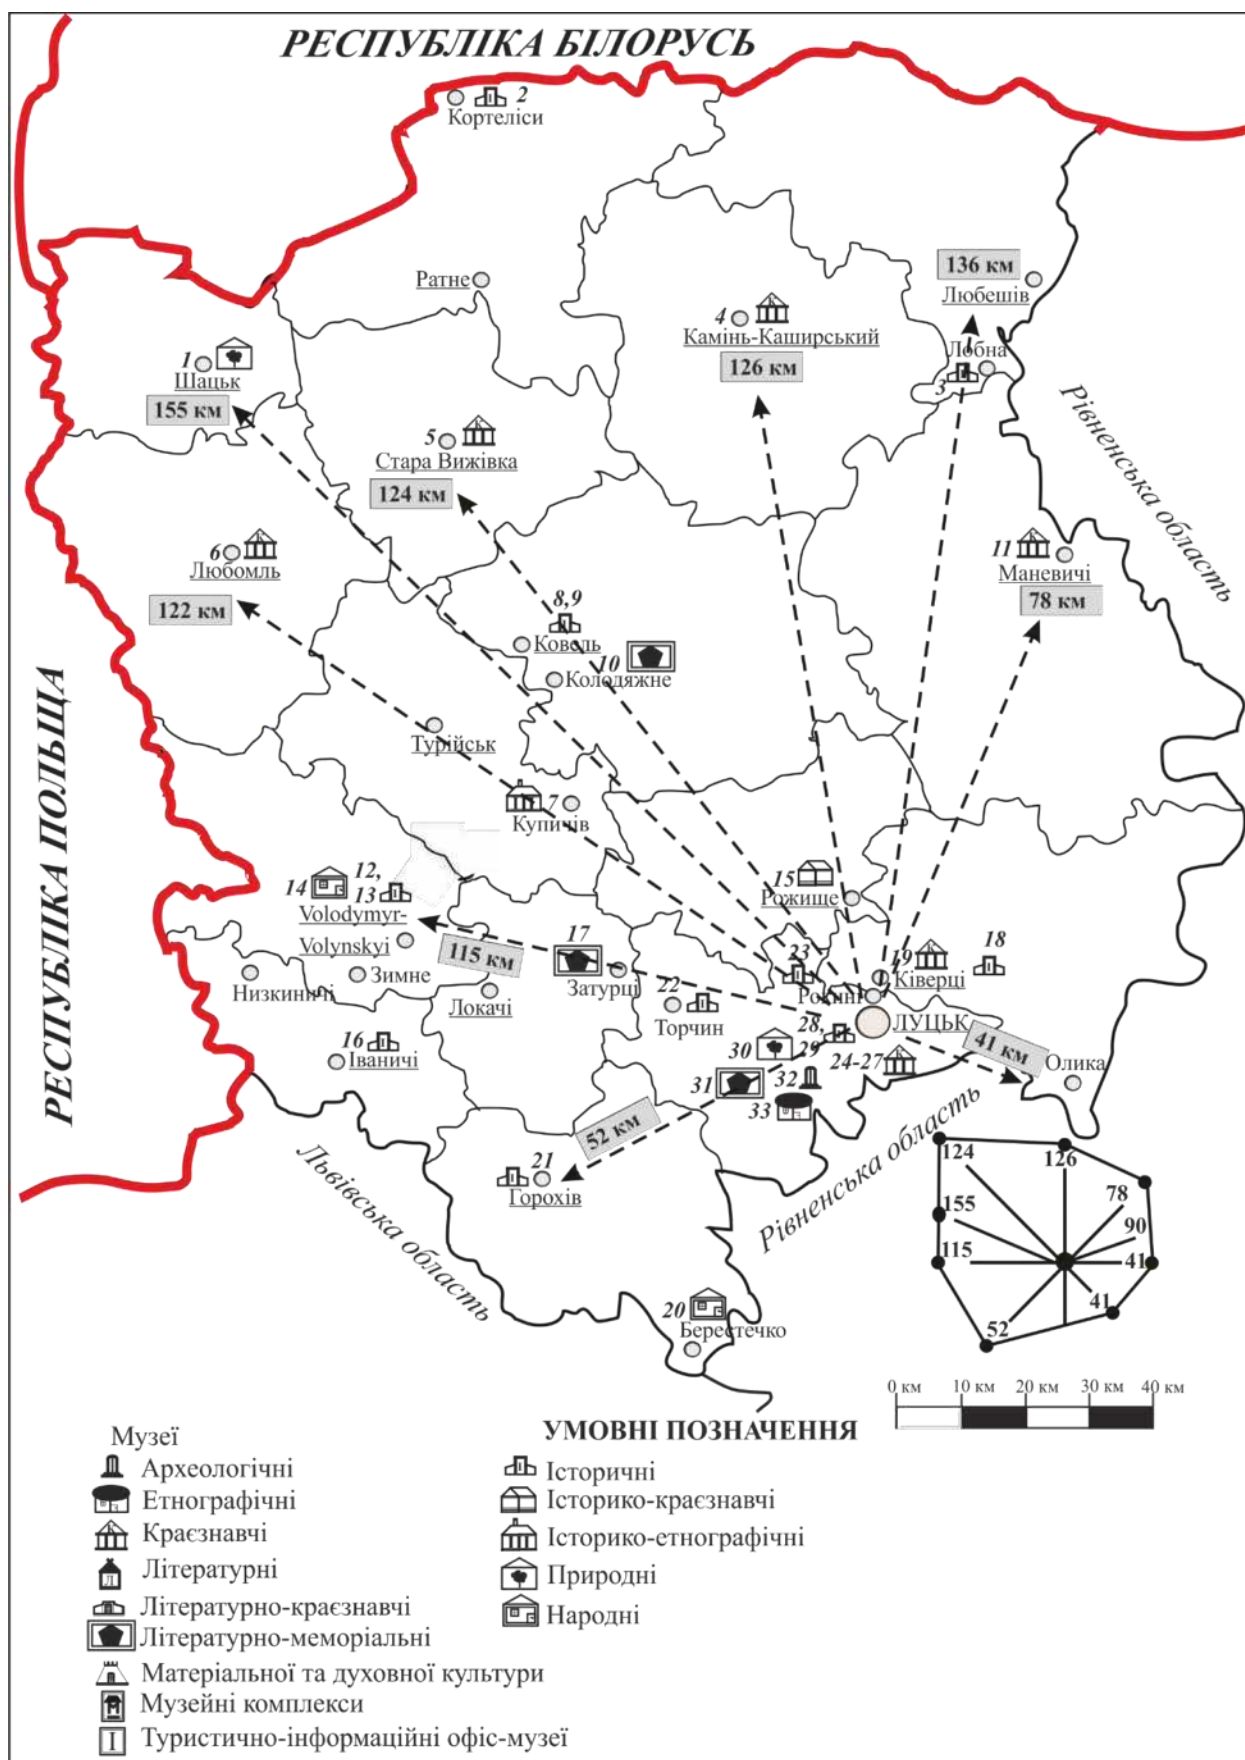 РЕСПУБЛІКА БІЛОРУСЬ
2
Кортеліси
136 км
Любешів
Ратне
4
Камінь-Каширський
126 км
Лобна
3
1
Шацьк
155 км
5
Стара Вижівка
124 км
Рівненська область
6
Любомль
122 км
11
Маневичі
78 км
8,9
Ковель
10
Колодяжне
РЕСПУБЛІКА ПОЛЬЩА
Турійськ
7
Купичів
14
12,
13
Volodymyr-
Volynskyi
115 км
15
Рожище
17
Затурці
23
Рокині
19
Ківерці
18
Низкиничі
Зимне
Локачі
22
Торчин
28,
29
ЛУЦЬК
24-27
41 км
Олика
16
Іваничі
30
31
32
33
52 км
21
Горохів
Львівська область
Рівненська область
20
Берестечко
124
126
78
155
90
115
41
41
52
0 км
10 км
20 км
30 км
40 км
УМОВНІ ПОЗНАЧЕННЯ
Музеї
Археологічні
Етнографічні
К
Краєзнавчі
Л
Літературні
Літературно-краєзнавчі
Літературно-меморіальні
Матеріальної та духовної культури
Музейні комплекси
І
Туристично-інформаційні офіс-музеї
І
Історичні
Історико-краєзнавчі
Історико-етнографічні
Природні
Народні